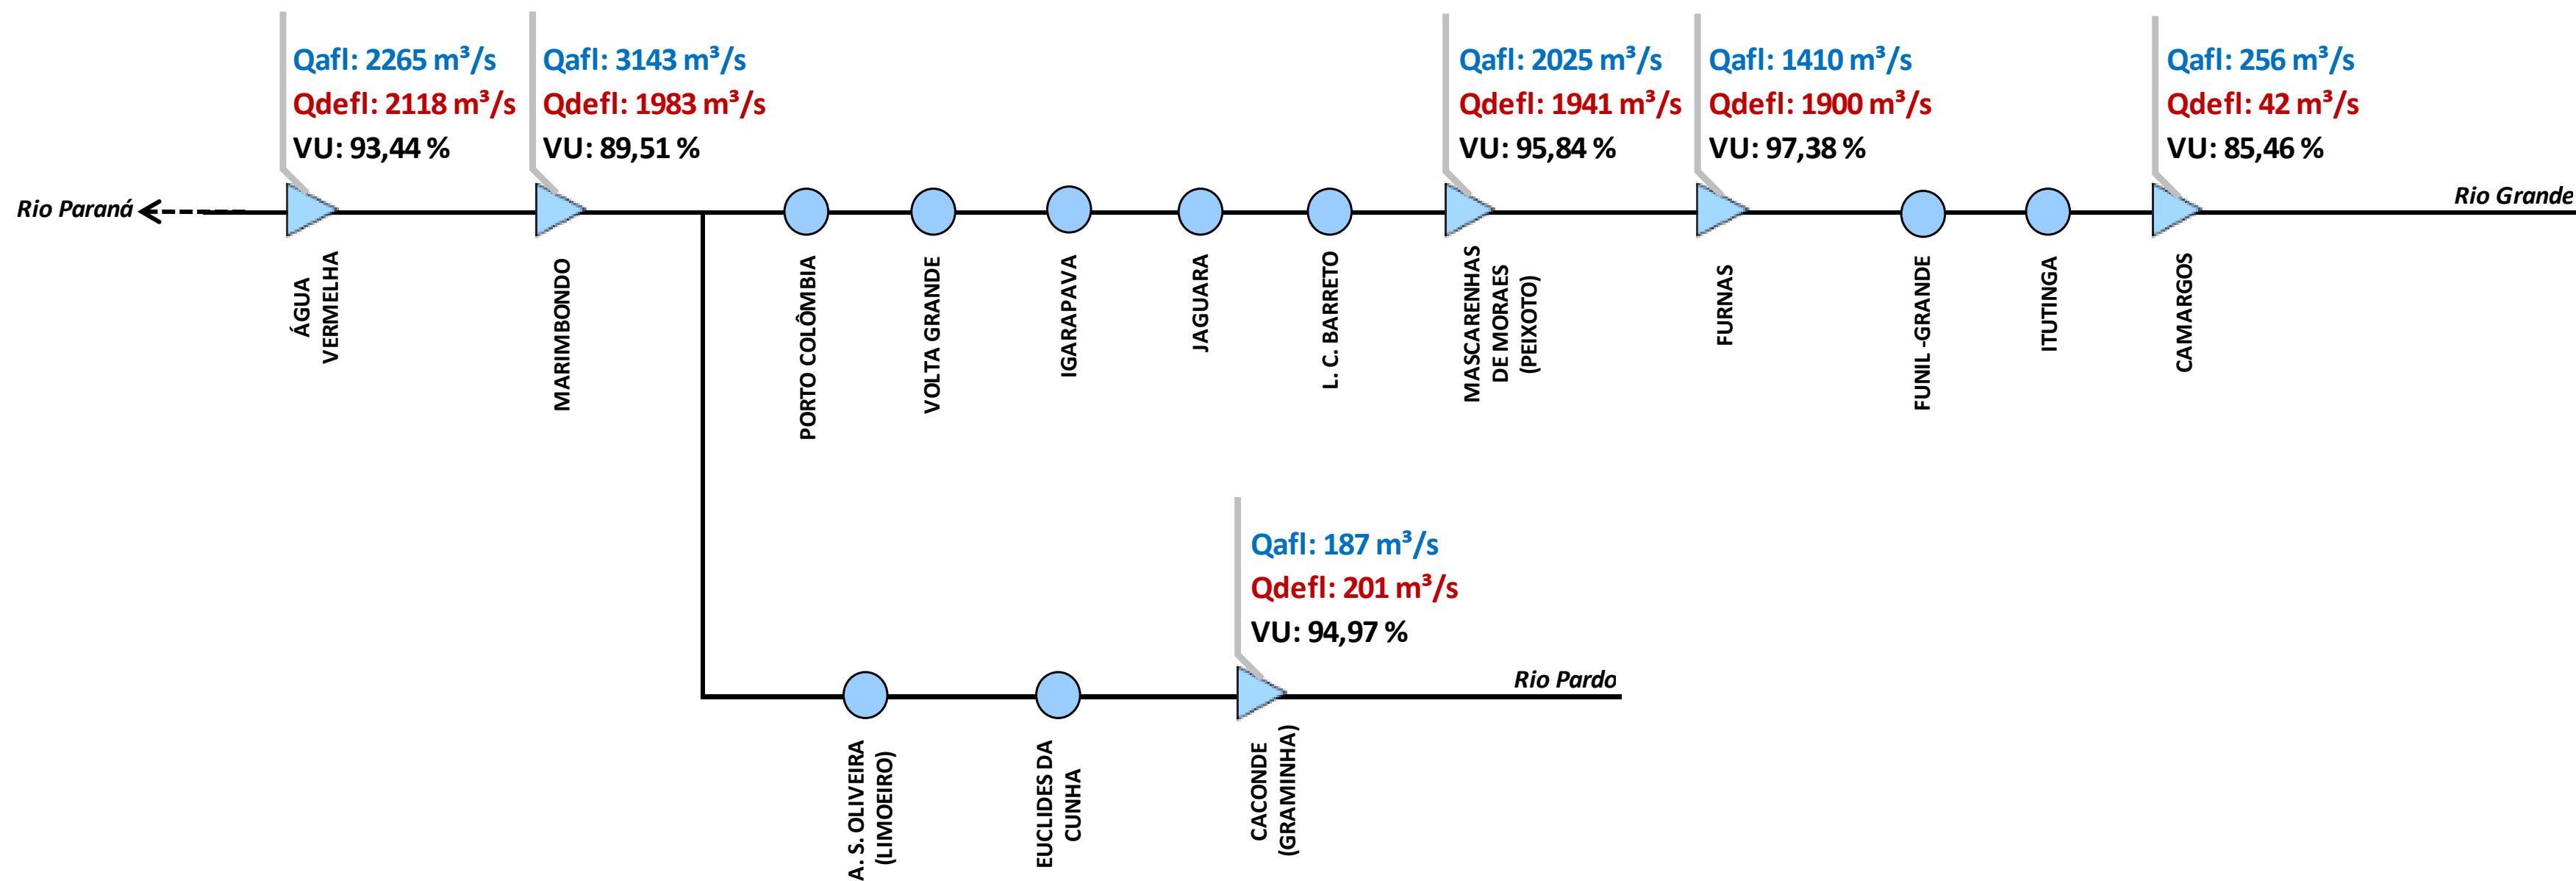 Qafl: 2265 m³/s
Qdefl: 2118 m³/s
VU: 93,44 %
Qafl: 3143 m³/s
Qdefl: 1983 m³/s
VU: 89,51 %
Qafl: 2025 m³/s
Qdefl: 1941 m³/s
VU: 95,84 %
Qafl: 1410 m³/s
Qdefl: 1900 m³/s
VU: 97,38 %
Qafl: 256 m³/s
Qdefl: 42 m³/s
VU: 85,46 %
Rio Paraná
Rio Grande
ÁGUA
VERMELHA
MARIMBONDO
PORTO COLÔMBIA
VOLTA GRANDE
IGARAPAVA
JAGUARA
L. C. BARRETO
MASCARENHAS
DE MORAES
(PEIXOTO)
FURNAS
FUNIL -GRANDE
ITUTINGA
CAMARGOS
Qafl: 187 m³/s
Qdefl: 201 m³/s
VU: 94,97 %
Rio Pardo
A. S. OLIVEIRA
(LIMOEIRO)
EUCLIDES DA
CUNHA
CACONDE
(GRAMINHA)